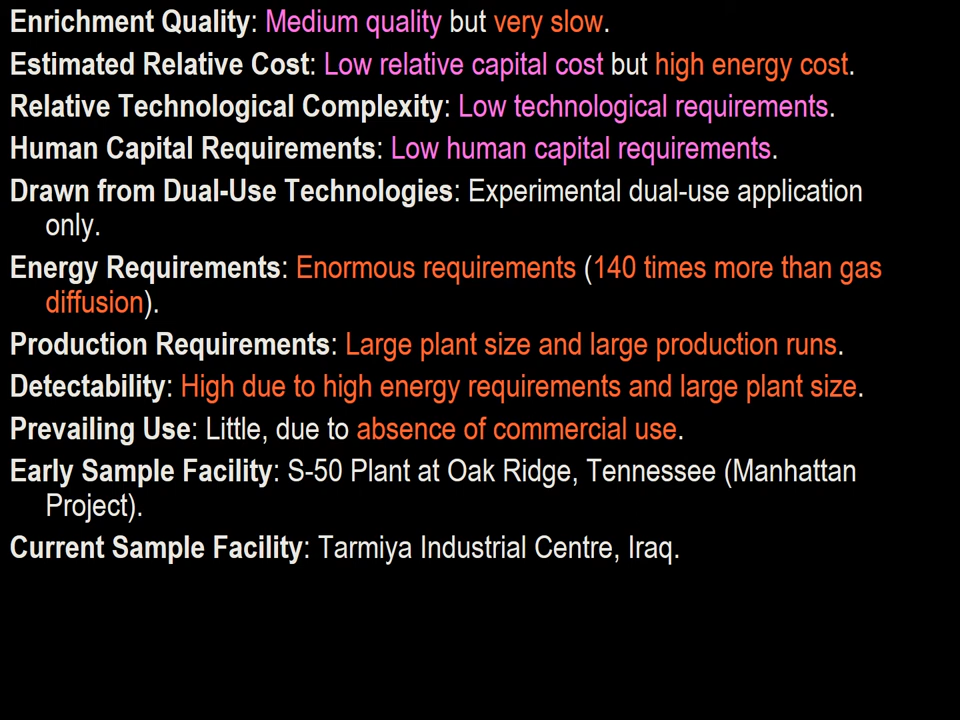 Enrichment Quality: Medium quality but very slow.
Estimated Relative Cost: Low relative capital cost but high energy cost.
Relative Technological Complexity: Low technological requirements.
Human Capital Requirements: Low human capital requirements.
Drawn from Dual-Use Technologies: Experimental dual-use application
only.
Energy Requirements: Enormous requirements (140 times more than gas
diffusion).
Production Requirements: Large plant size and large production runs.
Detectability: High due to high energy requirements and large plant size.
Prevailing Use: Little, due to absence of commercial use.
Early Sample Facility: S-50 Plant at Oak Ridge, Tennessee (Manhattan
Project).
Current Sample Facility: Tarmiya Industrial Centre, Iraq.